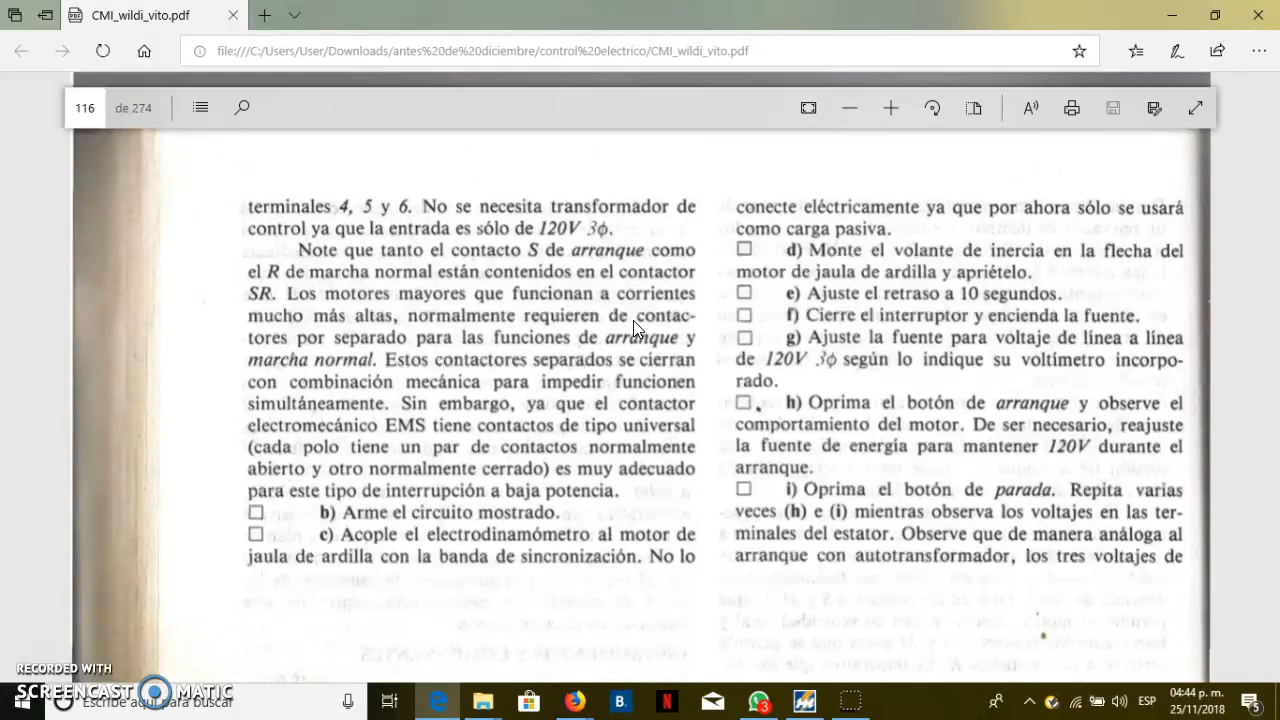 CMI_wildi_vito.pdf
file:///C:/Users/User/Downloads/antes%20de%20diciembre/control%20electrico/CMI_wildi_vito.pdf
116 de 274
terminales 4, 5 y 6. No se necesita transformador de
control ya que la entrada es sólo de 120V 3ϕ.
Note que tanto el contacto S de arranque como
el R de marcha normal están contenidos en el contactor
SR. Los motores mayores que funcionan a corrientes
mucho más altas, normalmente requieren de contac-
tores por separado para las funciones de arranque y
marcha normal. Estos contactores separados se cierran
con combinación mecánica para impedir funcionen
simultáneamente. Sin embargo, ya que el contactor
electromecánico EMS tiene contactos de tipo universal
(cada polo tiene un par de contactos normalmente
abierto y otro normalmente cerrado) es muy adecuado
para este tipo de interrupción a baja potencia.
☐ b) Arme el circuito mostrado.
☐ c) Acople el electrodinamómetro al motor de
jaula de ardilla con la banda de sincronización. No lo
conecte eléctricamente ya que por ahora sólo se usará
como carga pasiva.
☐ d) Monte el volante de inercia en la flecha del
motor de jaula de ardilla y apriételo.
☐ e) Ajuste el retraso a 10 segundos.
☐ f) Cierre el interruptor y encienda la fuente.
☐ g) Ajuste la fuente para voltaje de línea a línea
de 120V 3ϕ según lo indique su voltímetro incorpo-
rado.
☐ h) Oprima el botón de arranque y observe el
comportamiento del motor. De ser necesario, reajuste
la fuente de energía para mantener 120V durante el
arranque.
☐ i) Oprima el botón de parada. Repita varias
veces (h) e (i) mientras observa los voltajes en las ter-
minales del estator. Observe que de manera análoga al
arranque con autotransformador, los tres voltajes de
RECORDED WITH
SCREENCAST MATIC
Escribe aquí para buscar
B.
N
3
ESP
04:44 p. m.
25/11/2018
5